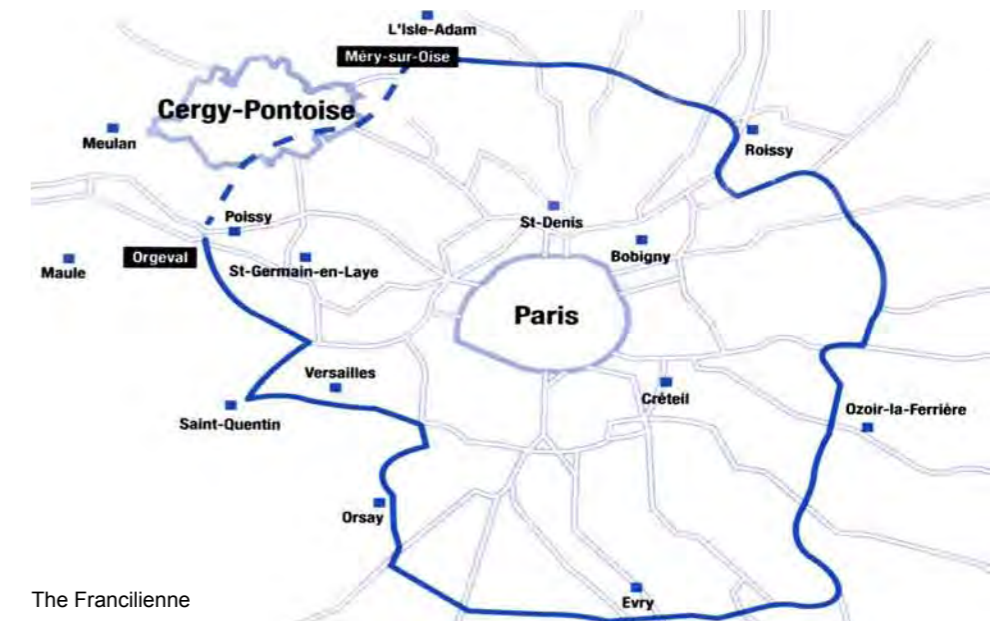 L'Isle-Adam
Méry-sur-Oise
Cergy-Pontoise
Meulan
Roissy
Poissy
St-Denis
Orgeval
Bobigny
Maule
St-Germain-en-Laye
Paris
Versailles
Créteil
Saint-Quentin
Ozoir-la-Ferrière
Orsay
Evry
The Francilienne